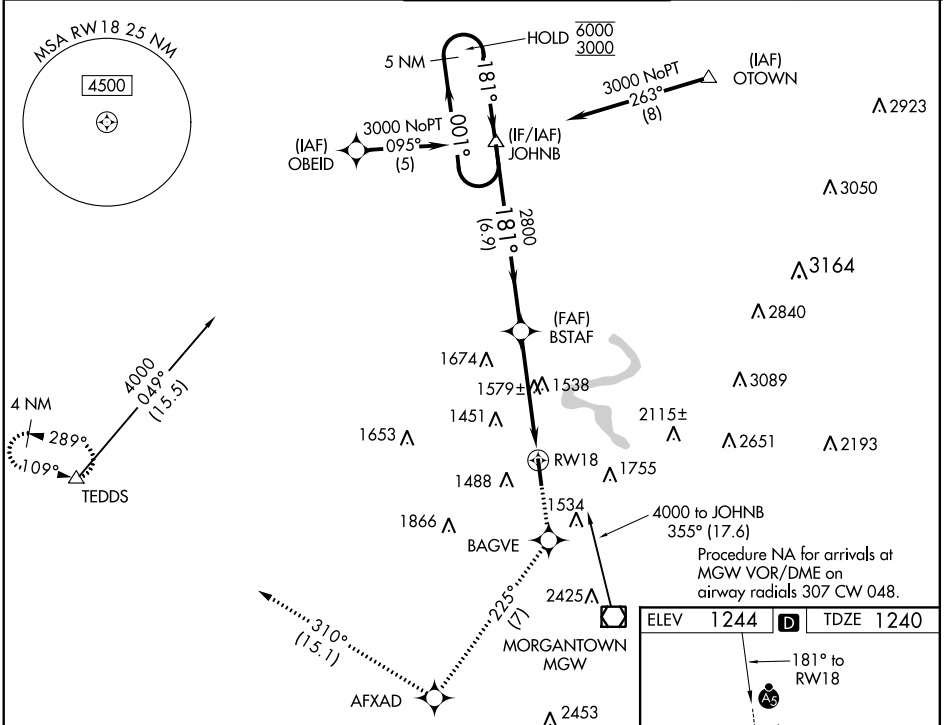 MSA RW18 25 NM
4500
HOLD 6000
3000
5 NM
181°
001°
3000 NoPT
263°
(8)
(IAF)
OTOWN
2923
(IAF)
OBEID
3000 NoPT
095°
(5)
(IF/IAF)
JOHNB
3050
2800
181°
(6.9)
3164
2840
(FAF)
BSTAF
4000
049°
(15.5)
1674
1579±
1538
3089
4 NM
289°
109°
TEDDS
1451
1653
2115±
2651
2193
RW18
1488
1755
1534
1866
BAGVE
4000 to JOHNB
355° (17.6)
Procedure NA for arrivals at
MGW VOR/DME on
airway radials 307 CW 048.
225°
(7)
2425
MORGANTOWN
MGW
310°
(15.1)
AFXAD
2453
ELEV 1244 D TDZE 1240
181° to
RW18
A5